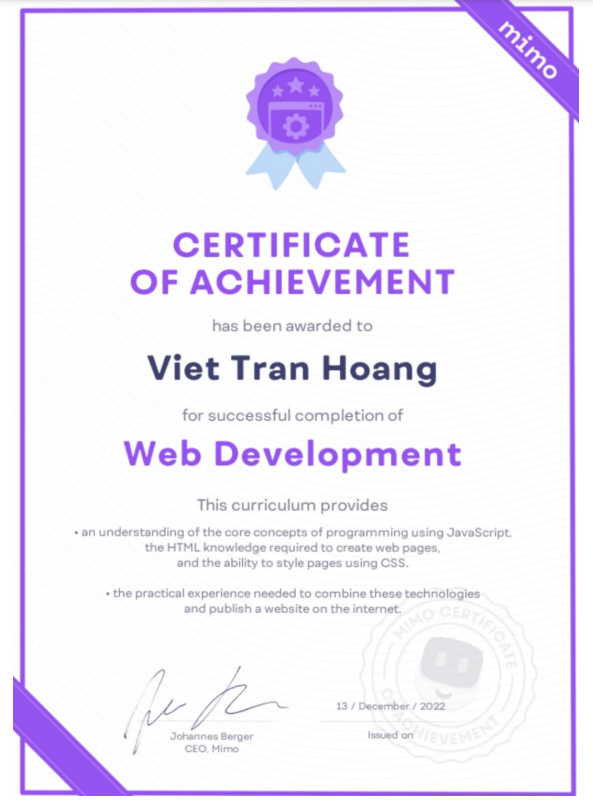 mimo
CERTIFICATE
OF ACHIEVEMENT
has been awarded to
Viet Tran Hoang
for successful completion of
Web Development
This curriculum provides
• an understanding of the core concepts of programming using JavaScript,
the HTML knowledge required to create web pages,
and the ability to style pages using CSS.
• the practical experience needed to combine these technologies
and publish a website on the internet.
MIMO CERTIFICATE
OF ACHIEVEMENT
13 / December / 2022
Johannes Berger
Issued on
CEO, Mimo